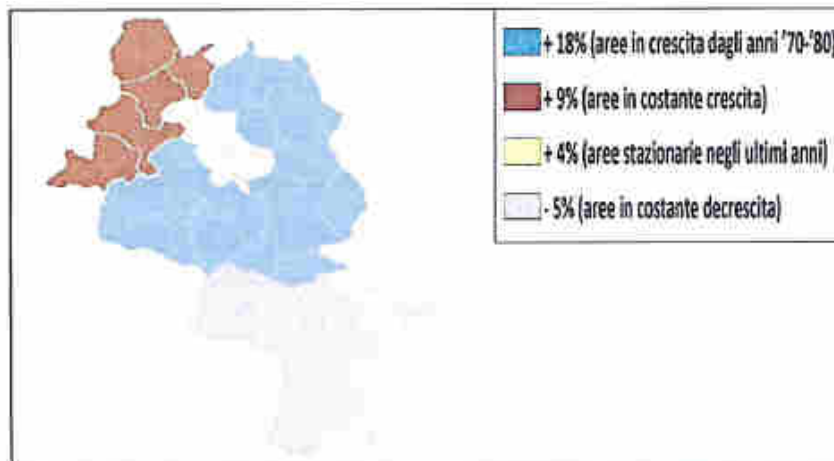 + 18% (aree in crescita dagli anni '70-'80)
+ 9% (aree in costante crescita)
+ 4% (aree stazionarie negli ultimi anni)
- 5% (aree in costante decrescita)